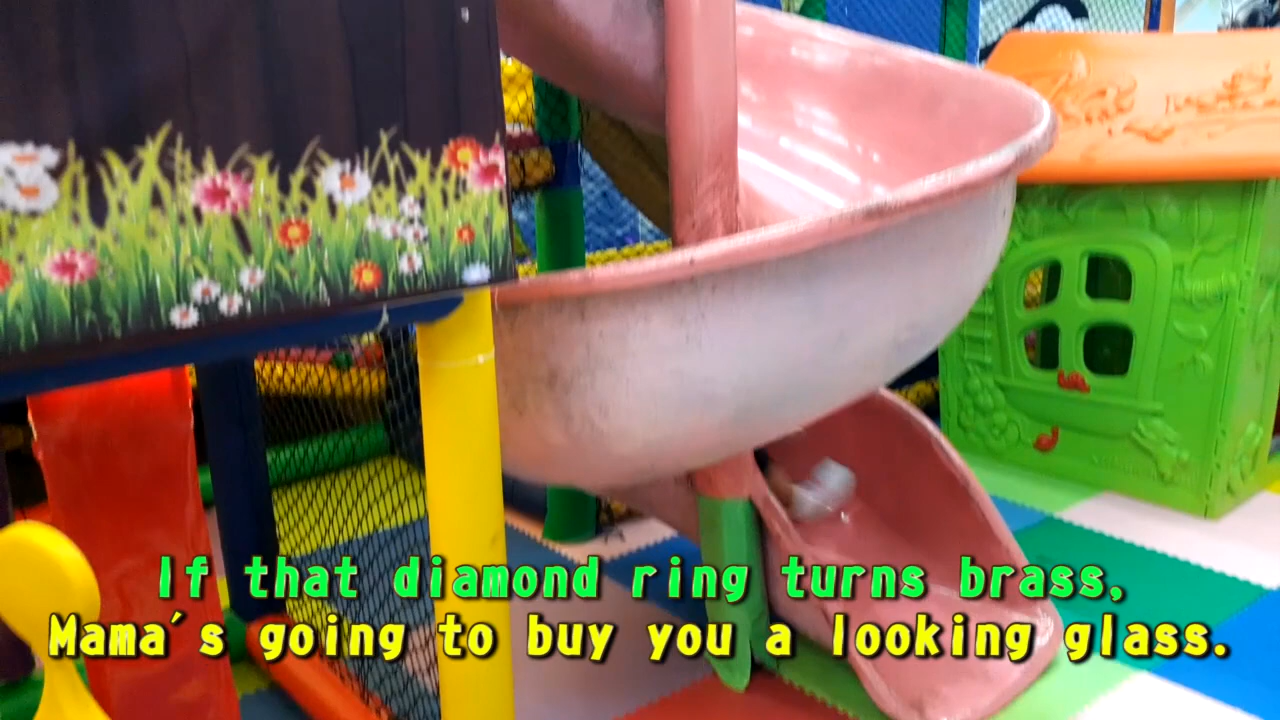 If that diamond ring turns brass,
Mama's going to buy you a looking glass.